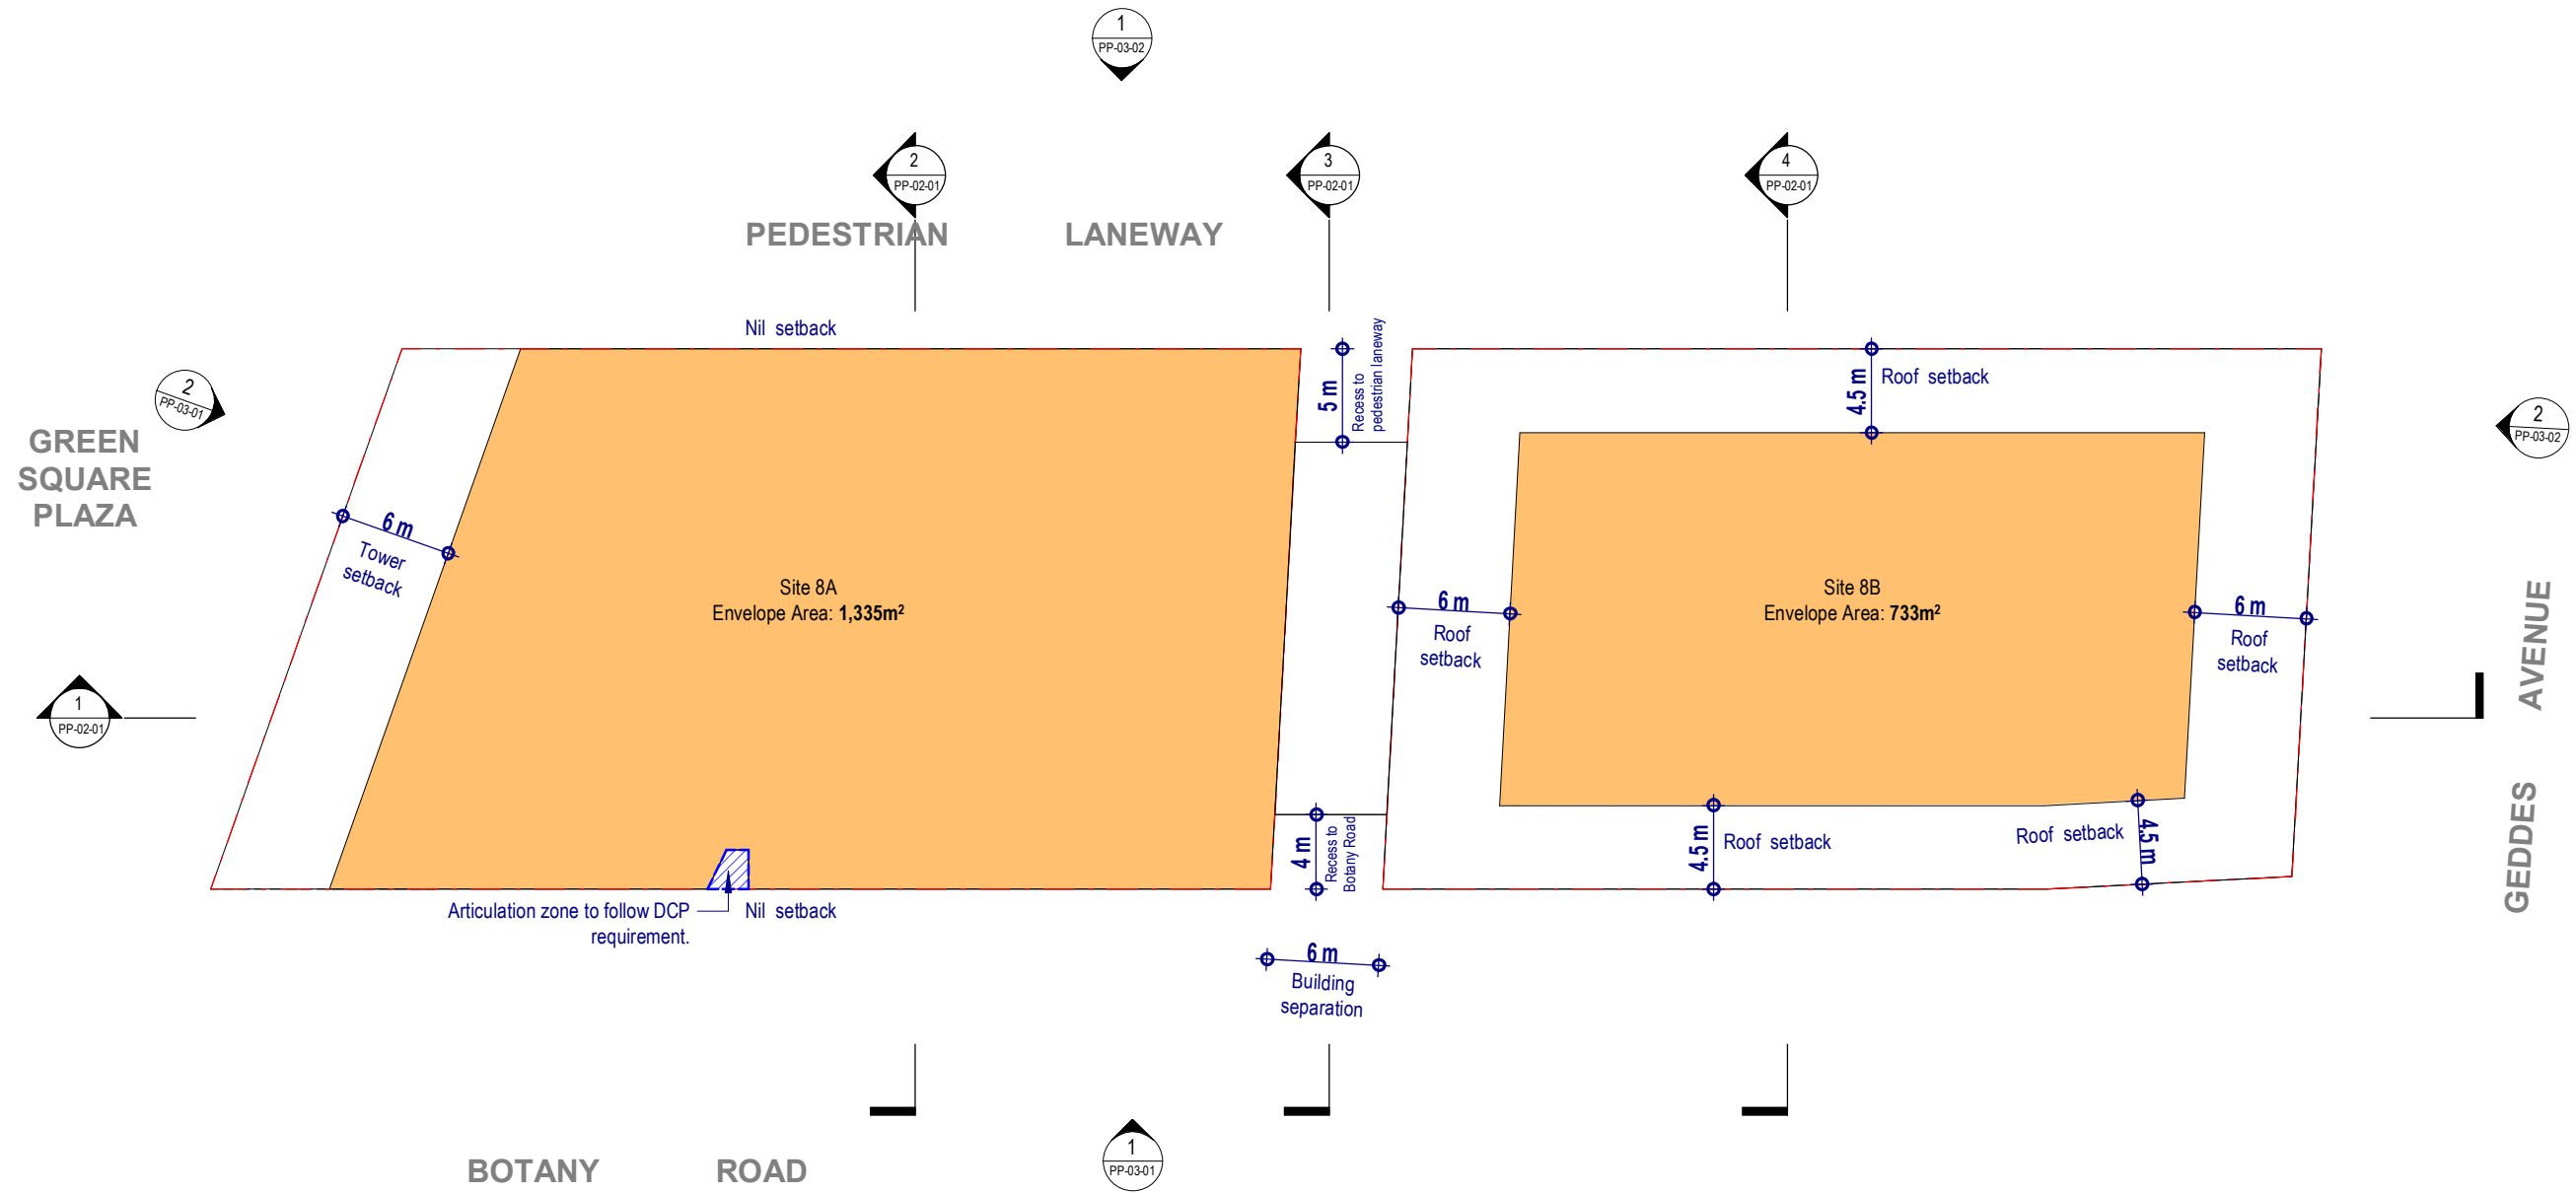 1
PP-03-02
2
PP-02-01
3
PP-02-01
4
PP-02-01
PEDESTRIAN LANEWAY
Nil setback
5 m
Recess to
pedestrian laneway
4.5 m
Roof setback
2
PP-03-01
GREEN
SQUARE
PLAZA
2
PP-03-02
6 m
Tower
setback
Site 8A
Envelope Area: 1,335m²
6 m
Roof
setback
Site 8B
Envelope Area: 733m²
6 m
Roof
setback
GEDDES AVENUE
1
PP-02-01
4 m
Recess to
Botany Road
4.5 m
Roof setback
Roof setback
4.5 m
Articulation zone to follow DCP
requirement.
Nil setback
6 m
Building
separation
1
PP-03-01
BOTANY ROAD